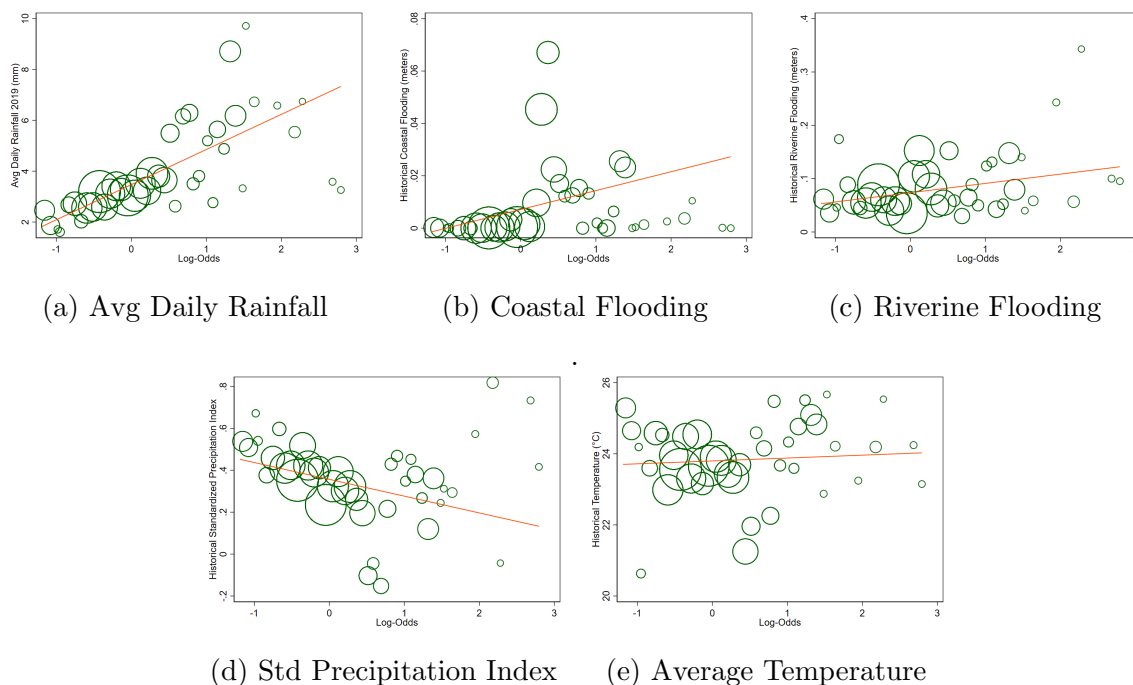 Avg Daily Rainfall 2019 (mm)
10
8
6
4
2
-1 0 1 2 3
Log-Odds
(a) Avg Daily Rainfall
Historical Coastal Flooding (meters)
.08
.06
.04
.02
0
-1 0 1 2 3
Log-Odds
(b) Coastal Flooding
Historical Riverine Flooding (meters)
.4
.3
.2
.1
0
-1 0 1 2 3
Log-Odds
(c) Riverine Flooding
.
Historical Standardized Precipitation Index
.8
.6
.4
.2
0
-.2
-1 0 1 2 3
Log-Odds
(d) Std Precipitation Index
Historical Temperature (°C)
26
24
22
20
-1 0 1 2 3
Log-Odds
(e) Average Temperature